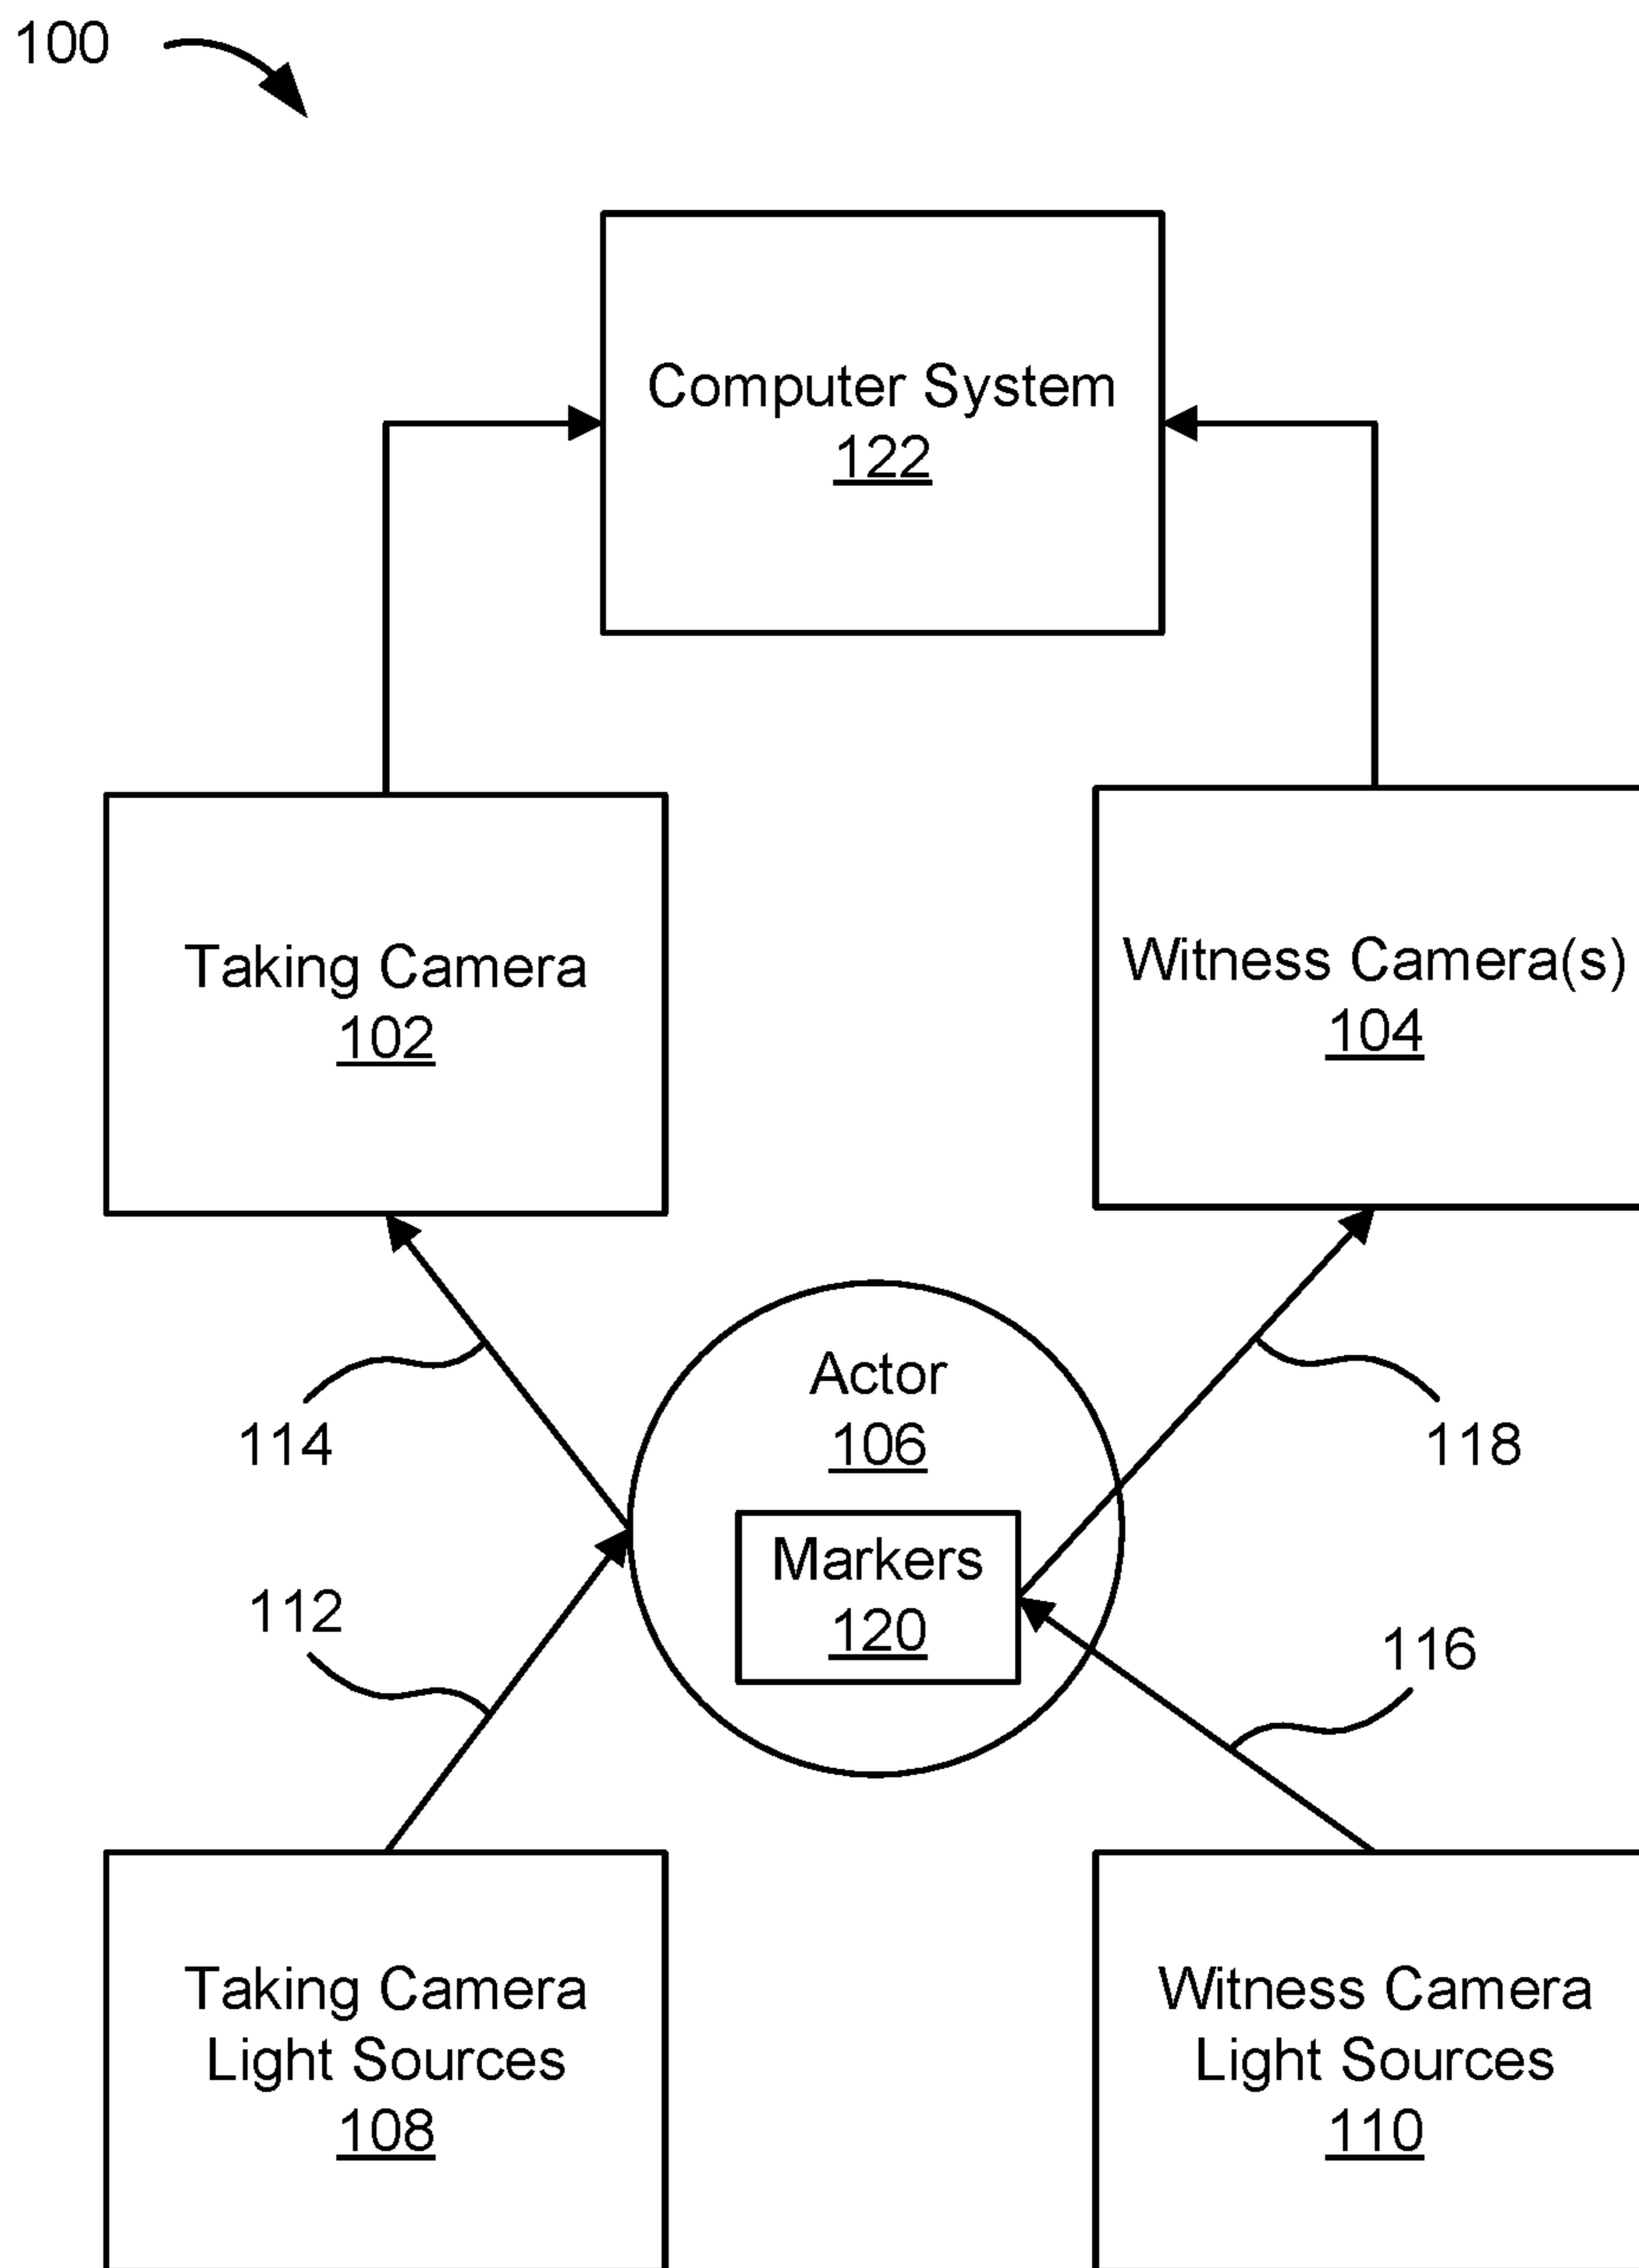 100
Computer System
122
Taking Camera
102
Witness Camera(s)
104
Actor
106
114
118
Markers
120
112
116
Taking Camera
Light Sources
108
Witness Camera
Light Sources
110